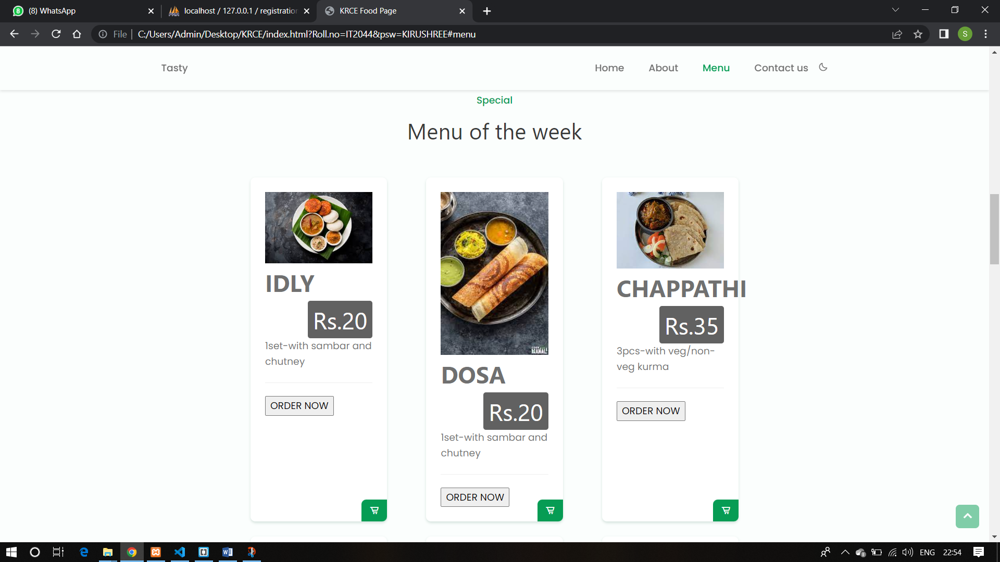 (8) WhatsApp
localhost / 127.0.0.1 / registration
KRCE Food Page
File
C:/Users/Admin/Desktop/KRCE/index.html?Roll.no=IT2044&psw=KIRUSHREE#menu
S
Tasty
Home
About
Menu
Contact us
Special
Menu of the week
IDLY
Rs.20
1set-with sambar and
chutney
ORDER NOW
COOK
MANALI
DOSA
Rs.20
1set-with sambar and
chutney
ORDER NOW
CHAPPATHI
Rs.35
3pcs-with veg/non-
veg kurma
ORDER NOW
ENG
22:54